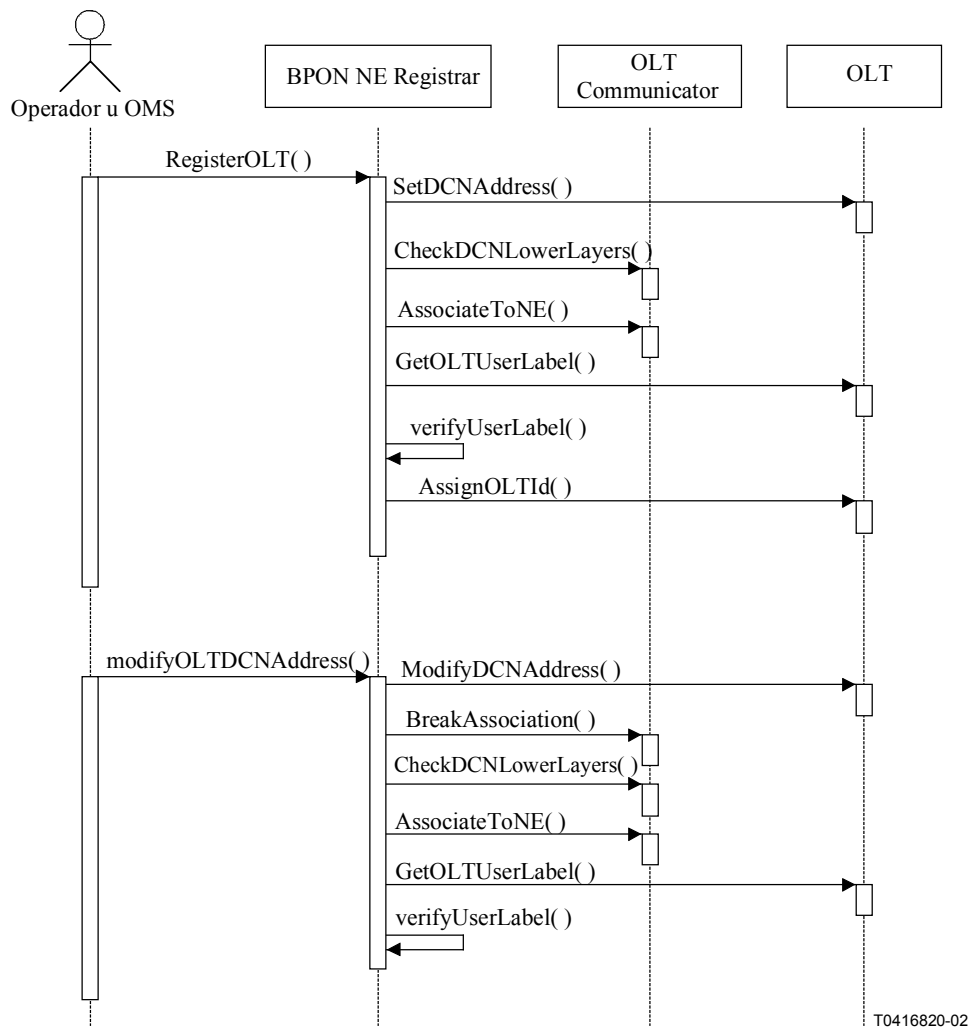 Operador u OMS
BPON NE Registrar
OLT
Communicator
OLT
RegisterOLT( )
SetDCNAddress( )
CheckDCNLowerLayers( )
AssociateToNE( )
GetOLTUserLabel( )
verifyUserLabel( )
AssignOLTId( )
modifyOLTDCNAddress( )
ModifyDCNAddress( )
BreakAssociation( )
CheckDCNLowerLayers( )
AssociateToNE( )
GetOLTUserLabel( )
verifyUserLabel( )
T0416820-02